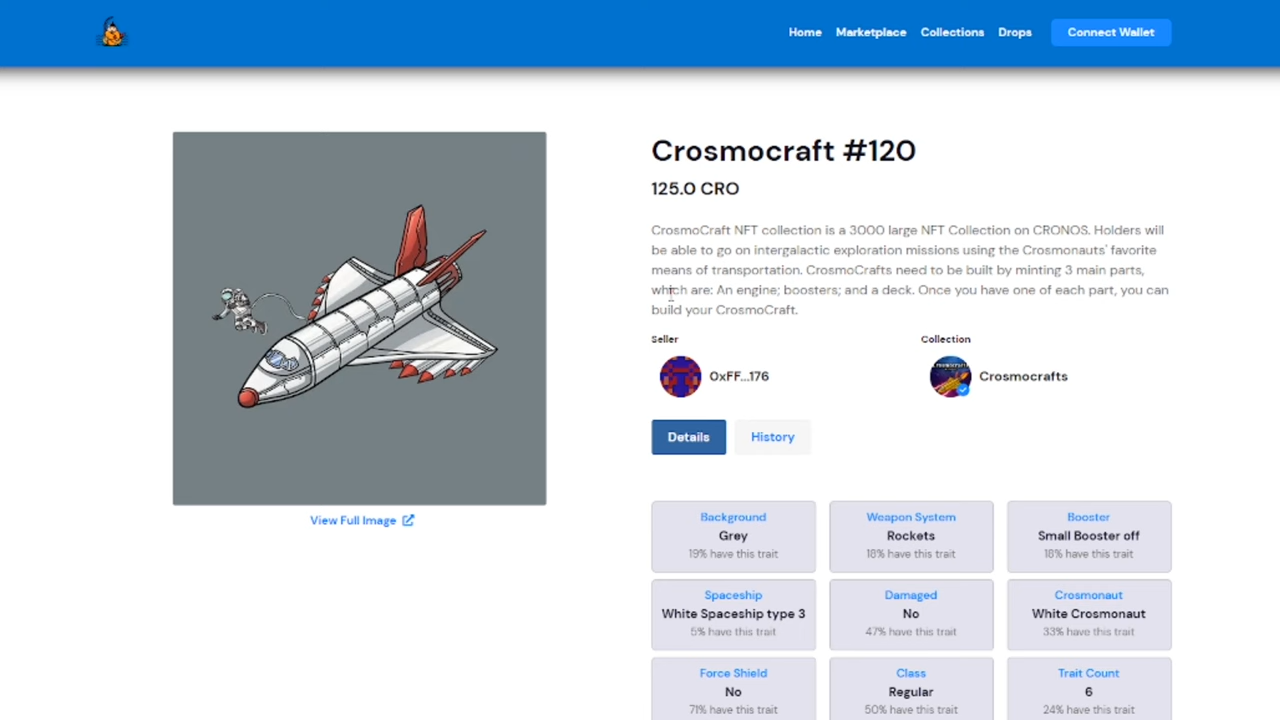 Home Marketplace Collections Drops Connect Wallet
Crosmocraft #120
125.0 CRO
CrosmoCraft NFT collection is a 3000 large NFT Collection on CRONOS. Holders will
be able to go on intergalactic exploration missions using the Crosmonauts' favorite
means of transportation. CrosmoCrafts need to be built by minting 3 main parts,
which are: An engine; boosters; and a deck. Once you have one of each part, you can
build your CrosmoCraft.
Seller Collection
0xFF...176 Crosmocrafts
Details History
View Full Image
Background Weapon System Booster
Grey Rockets Small Booster off
19% have this trait 18% have this trait 18% have this trait
Spaceship Damaged Crosmonaut
White Spaceship type 3 No White Crosmonaut
5% have this trait 47% have this trait 33% have this trait
Force Shield Class Trait Count
No Regular 6
71% have this trait 50% have this trait 24% have this trait